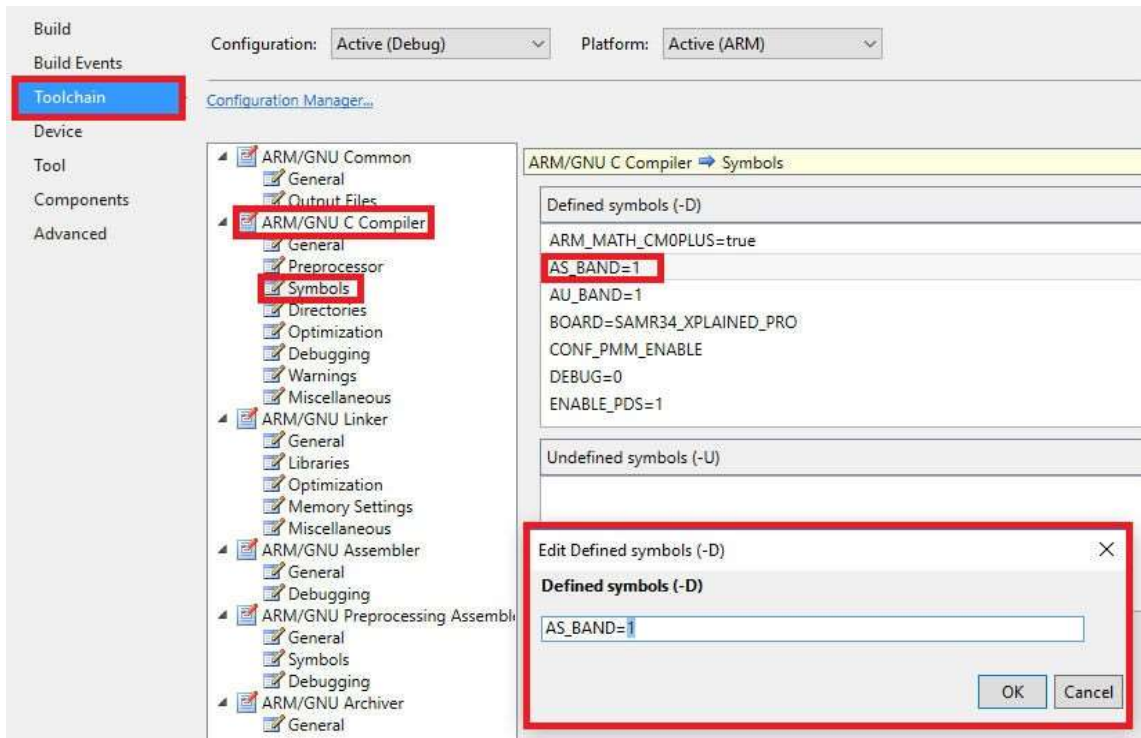 Build
Build Events
Toolchain
Device
Tool
Components
Advanced
Configuration: Active (Debug) Platform: Active (ARM)
Configuration Manager...
ARM/GNU Common
General
Output Files
ARM/GNU C Compiler
General
Preprocessor
Symbols
Directories
Optimization
Debugging
Warnings
Miscellaneous
ARM/GNU Linker
General
Libraries
Optimization
Memory Settings
Miscellaneous
ARM/GNU Assembler
General
Debugging
ARM/GNU Preprocessing Assemble
General
Symbols
Debugging
ARM/GNU Archiver
General
ARM/GNU C Compiler ➡ Symbols
Defined symbols (-D)
ARM_MATH_CM0PLUS=true
AS_BAND=1
AU_BAND=1
BOARD=SAMR34_XPLAINED_PRO
CONF_PMM_ENABLE
DEBUG=0
ENABLE_PDS=1
Undefined symbols (-U)
Edit Defined symbols (-D)
Defined symbols (-D)
AS_BAND=1
OK Cancel